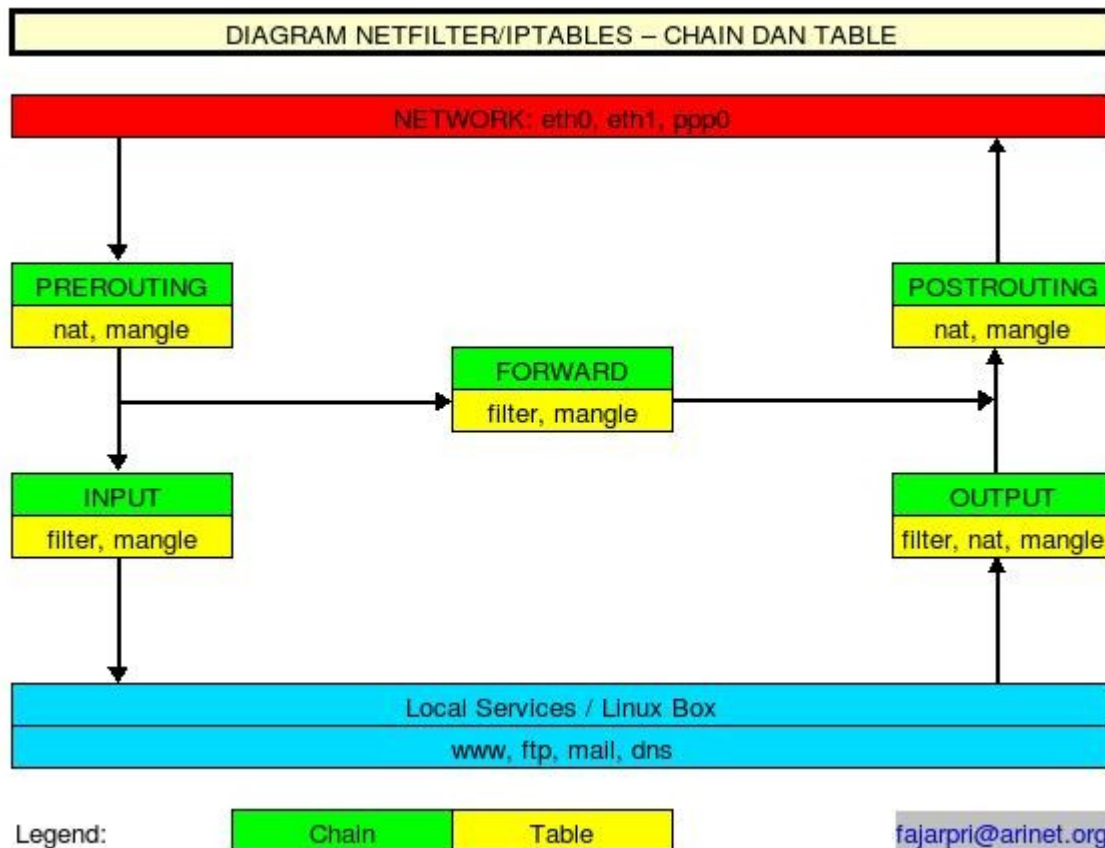 DIAGRAM NETFILTER/IPTABLES – CHAIN DAN TABLE
NETWORK: eth0, eth1, ppp0
PREROUTING
nat, mangle
POSTROUTING
nat, mangle
FORWARD
filter, mangle
INPUT
filter, mangle
OUTPUT
filter, nat, mangle
Local Services / Linux Box
www, ftp, mail, dns
Legend:
Chain
Table
fajarpri@arinet.org